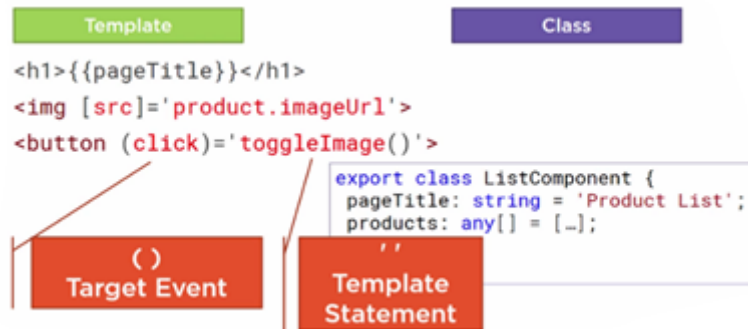 Template
Class
<h1>{{pageTitle}}</h1>
<img [src]='product.imageUrl'>
<button (click)='toggleImage()'>
export class ListComponent {
pageTitle: string = 'Product List';
products: any[] = […];
( )
Target Event
' '
Template
Statement